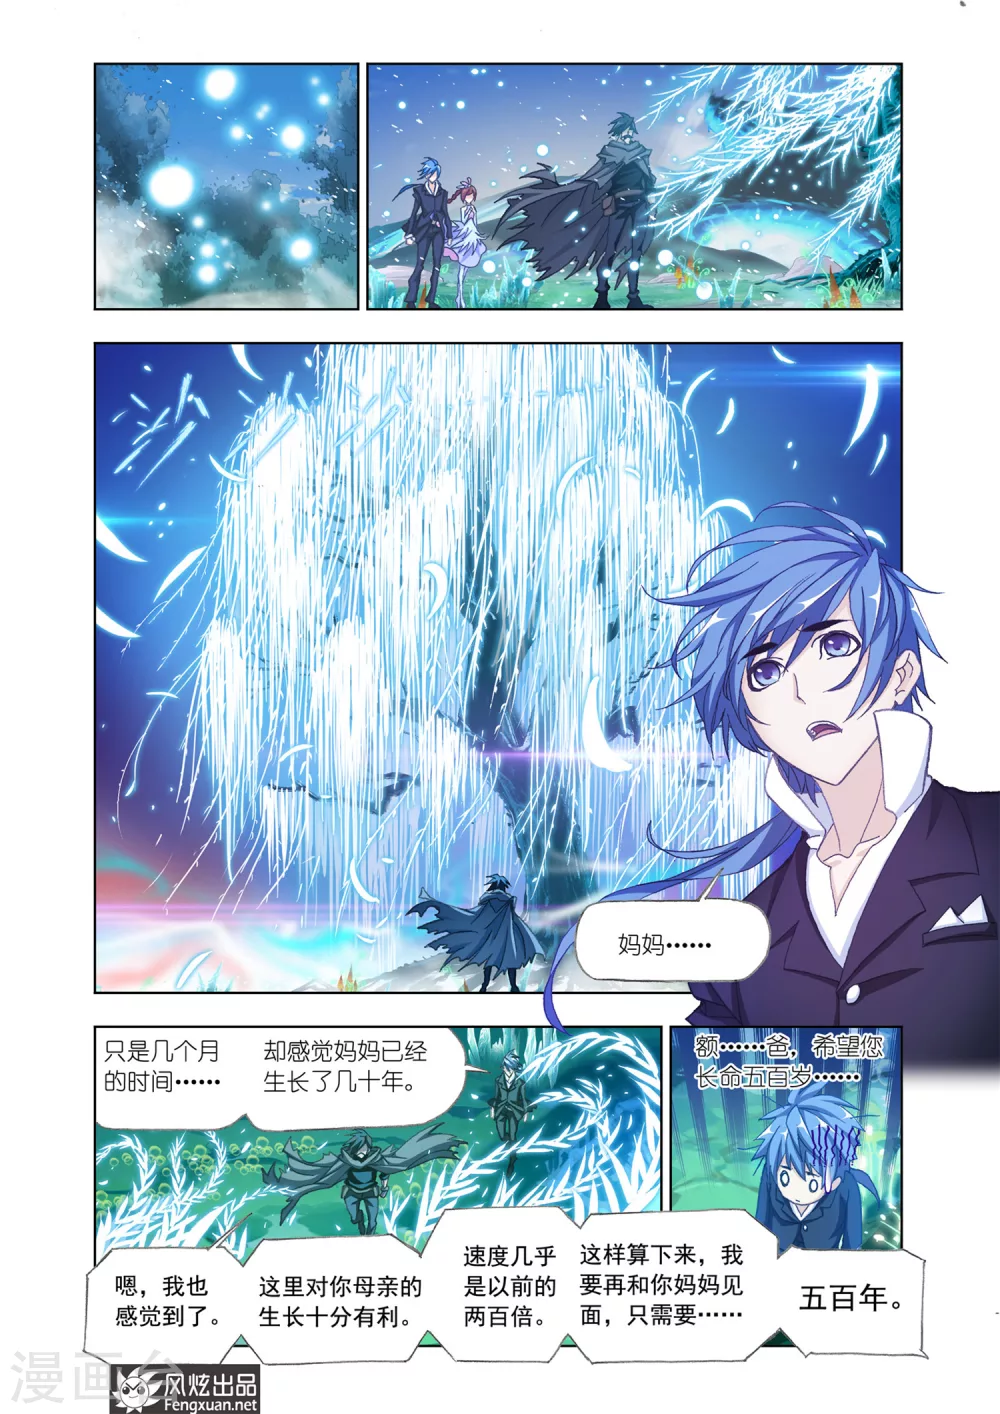 沙
沙
妈妈……
只是几个月
的时间……
却感觉妈妈已经
生长了几十年。
嗯，我也
感觉到了。
这里对你母亲的
生长十分有利。
速度几乎
是以前的
两百倍。
这样算下来，我
要再和你妈妈见
面，只需要……
五百年。
额……爸，希望您
长命五百岁……
漫画台
风炫出品
Fengxuan.net